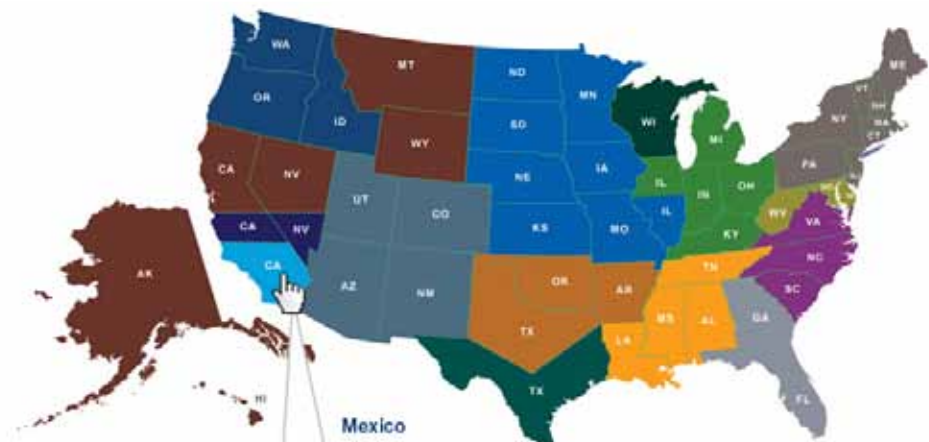 WA
MT
ND
MN
ME
VT
NH
MA
CT
NY
OR
ID
SD
WI
MI
WY
IA
PA
CA
NV
NE
IL
IN
OH
UT
CO
KS
MO
IL
KY
WV
VA
CA
NV
CA
AZ
NM
OK
AR
TN
NC
SC
AK
TX
LA
MS
AL
GA
TX
FL
HI
Mexico